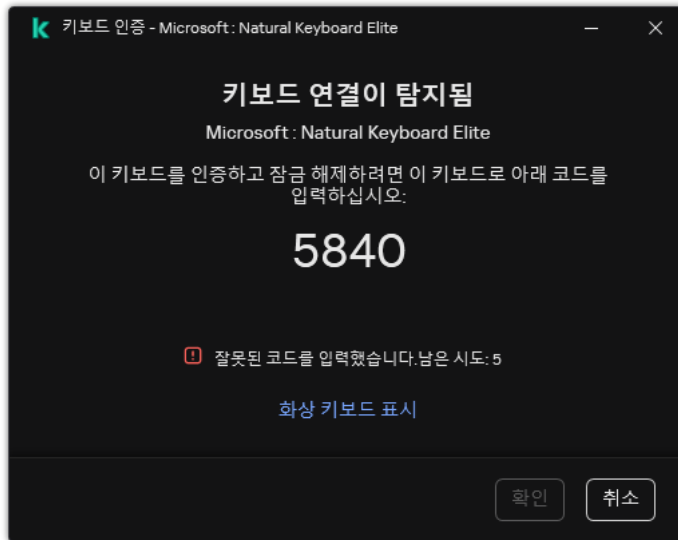 키보드 인증 - Microsoft : Natural Keyboard Elite
키보드 연결이 탐지됨
Microsoft : Natural Keyboard Elite
이 키보드를 인증하고 잠금 해제하려면 이 키보드로 아래 코드를
입력하십시오:
5840
잘못된 코드를 입력했습니다.남은 시도: 5
화상 키보드 표시
확인
취소